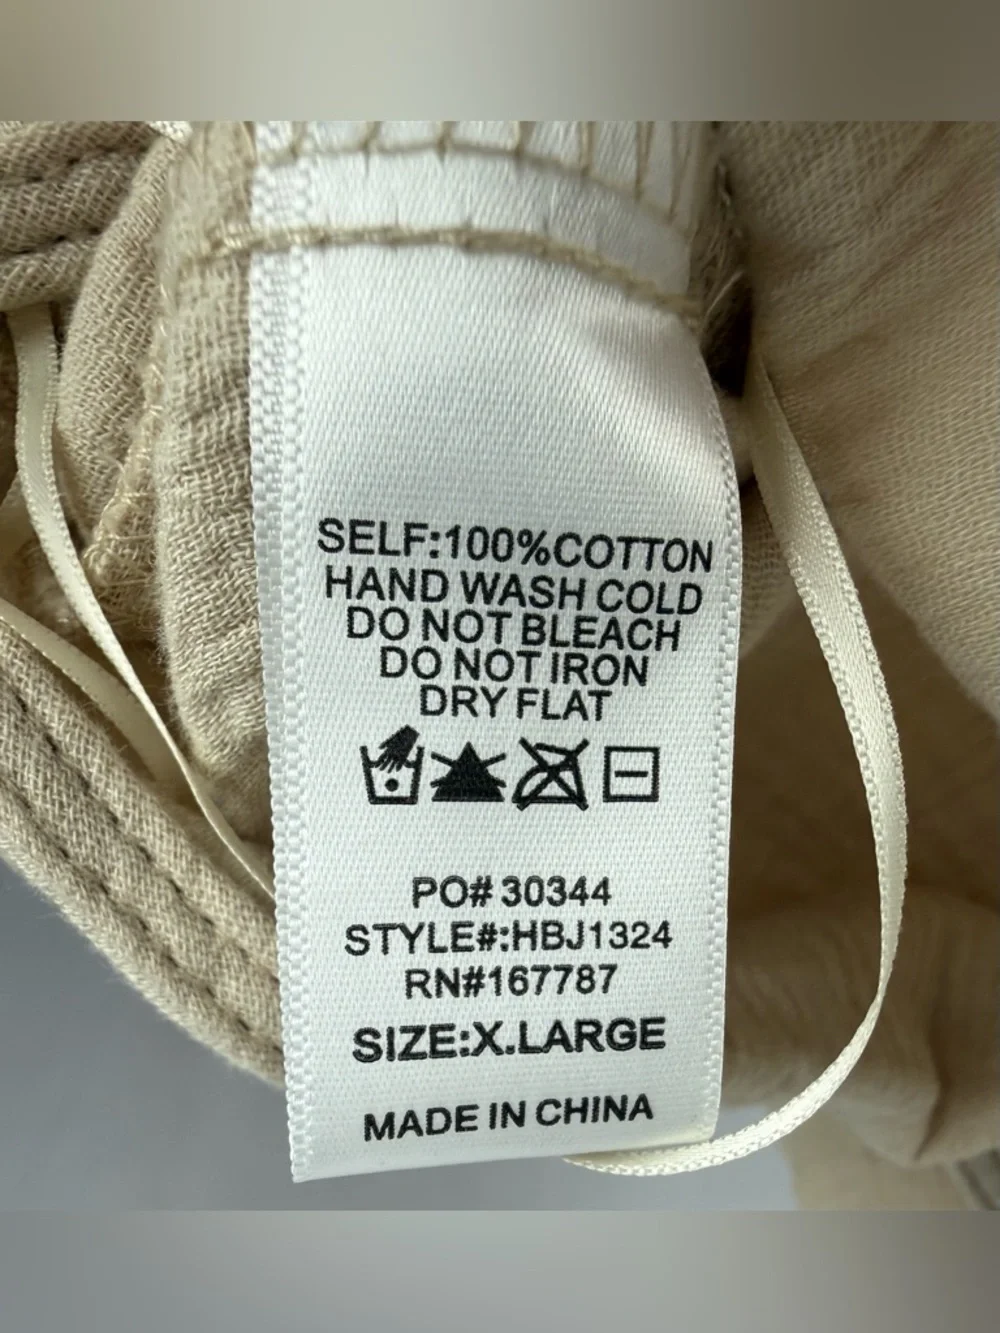 SELF:100%COTTON
HAND WASH COLD
DO NOT BLEACH
DO NOT IRON
DRY FLAT
PO# 30344
STYLE#:HBJ1324
RN#167787
SIZE:X.LARGE
MADE IN CHINA